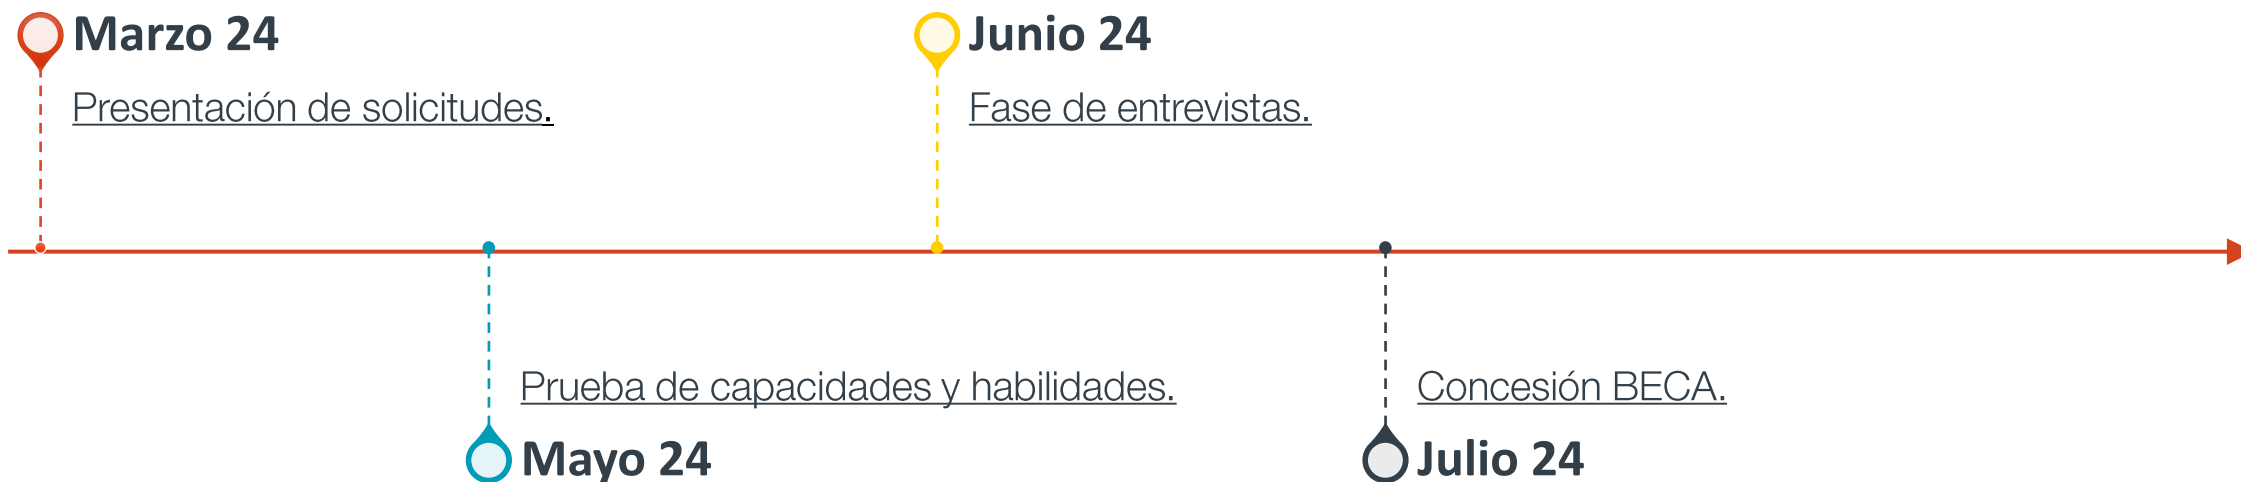 Marzo 24
Presentación de solicitudes.
Prueba de capacidades y habilidades.
Mayo 24
Junio 24
Fase de entrevistas.
Concesión BECA.
Julio 24